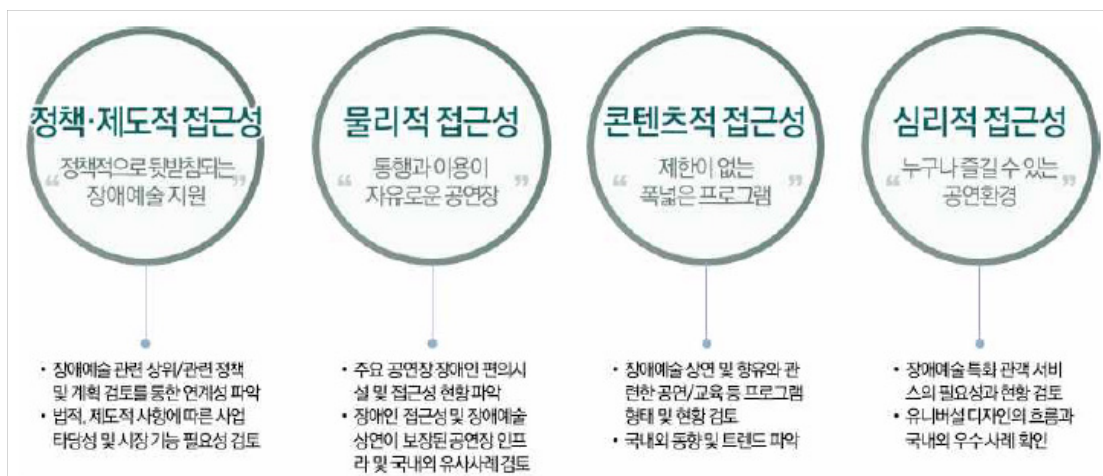 정책·제도적 접근성
“정책적으로 뒷받침되는
장애예술 지원”
• 장애예술 관련 상위/관련 정책
및 계획 검토를 통한 연계성 파악
• 법적, 제도적 사항에 따른 사업
타당성 및 시장 기능 필요성 검토
물리적 접근성
“통행과 이용이
자유로운 공연장”
• 주요 공연장 장애인 편의시
설 및 접근성 현황 파악
• 장애인 접근성 및 장애예술
상연이 보장된 공연장 인프
라 및 국내외 유사사례 검토
콘텐츠적 접근성
“제한이 없는
폭넓은 프로그램”
• 장애예술 상연 및 향유와 관
련한 공연/교육 등 프로그램
형태 및 현황 검토
• 국내외 동향 및 트렌드 파악
심리적 접근성
“누구나 즐길 수 있는
공연환경”
• 장애예술 특화 관객 서비
스의 필요성과 현황 검토
• 유니버설 디자인의 흐름과
국내외 우수사례 확인